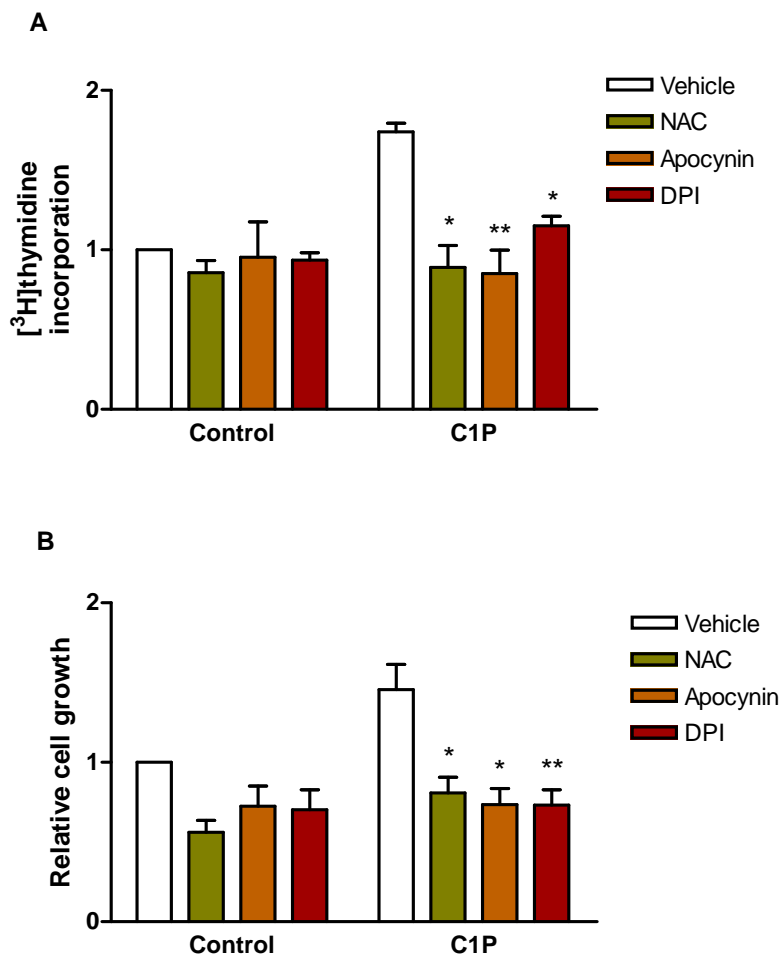 A
[³H]thymidine
incorporation
2
1
0
*
**
*
Control
C1P
Vehicle
NAC
Apocynin
DPI
B
Relative cell growth
2
1
0
*
*
**
Control
C1P
Vehicle
NAC
Apocynin
DPI